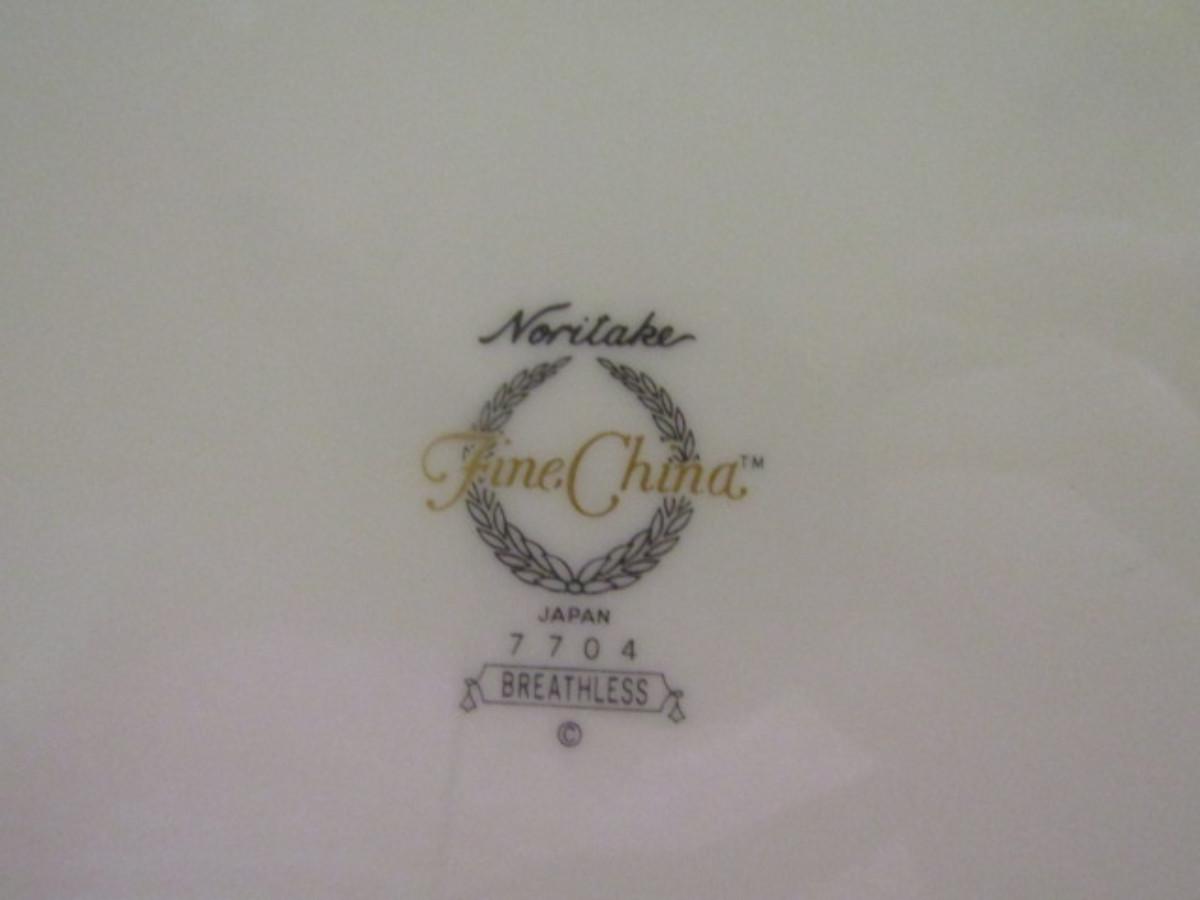 Noritake
Fine China™
JAPAN
7704
BREATHLESS
©